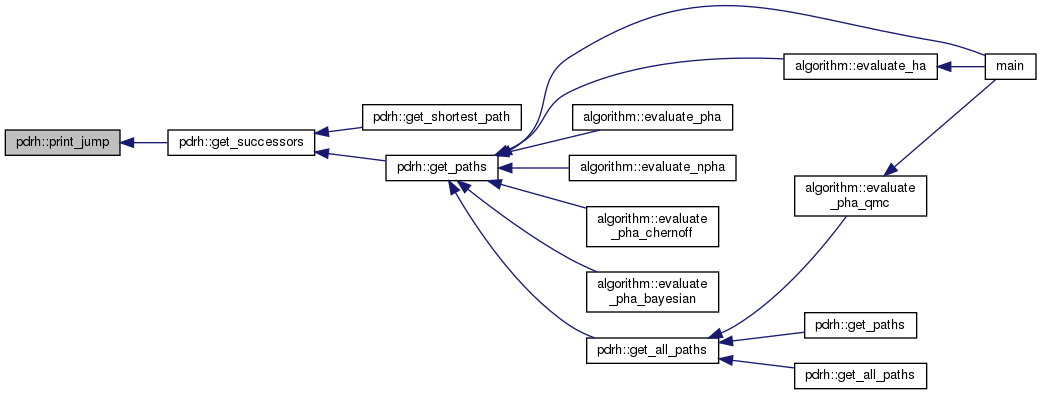 pdrh::print_jump
pdrh::get_successors
pdrh::get_shortest_path
pdrh::get_paths
algorithm::evaluate_pha
algorithm::evaluate_npha
algorithm::evaluate
_pha_chernoff
algorithm::evaluate
_pha_bayesian
pdrh::get_all_paths
algorithm::evaluate_ha
main
algorithm::evaluate
_pha_qmc
pdrh::get_paths
pdrh::get_all_paths